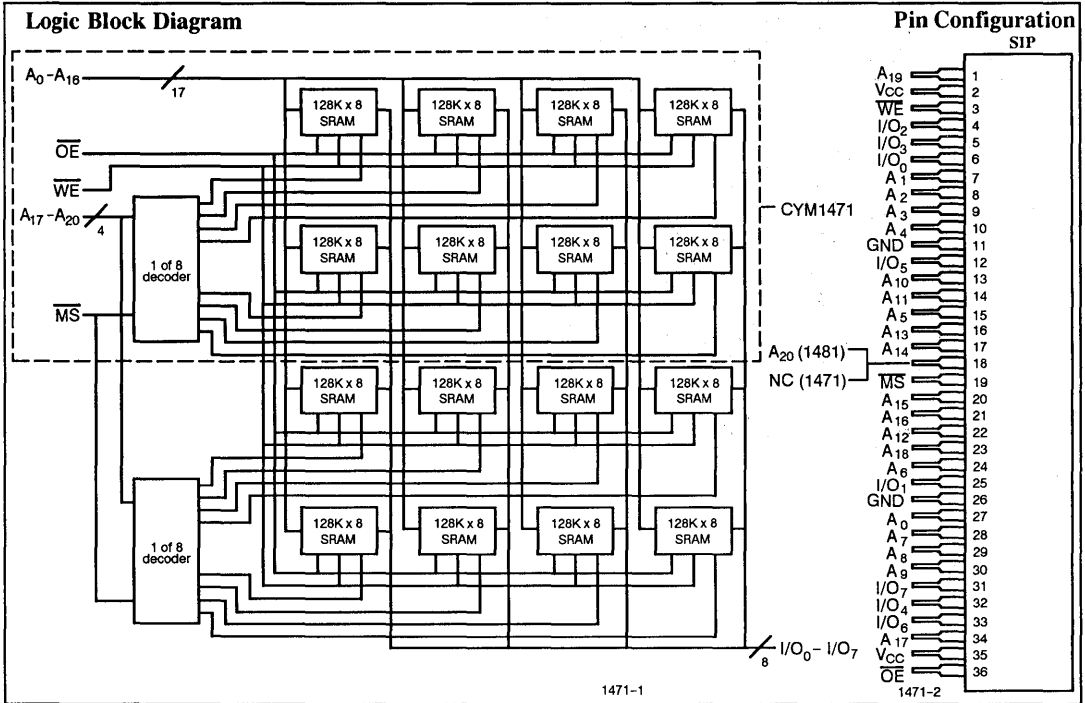 Logic Block Diagram
A0–A16
17
OE
WE
A17–A20
4
MS
1 of 8
decoder
1 of 8
decoder
128K x 8
SRAM
128K x 8
SRAM
128K x 8
SRAM
128K x 8
SRAM
128K x 8
SRAM
128K x 8
SRAM
128K x 8
SRAM
128K x 8
SRAM
128K x 8
SRAM
128K x 8
SRAM
128K x 8
SRAM
128K x 8
SRAM
128K x 8
SRAM
128K x 8
SRAM
128K x 8
SRAM
128K x 8
SRAM
CYM1471
I/O0– I/O7
8
1471–1
Pin Configuration
SIP
A19 1
VCC 2
WE 3
I/O2 4
I/O3 5
I/O0 6
A1 7
A2 8
A3 9
A4 10
GND 11
I/O5 12
A10 13
A11 14
A5 15
A13 16
A14 17
A20 (1481)
NC (1471)
18
MS 19
A15 20
A16 21
A12 22
A18 23
A6 24
I/O1 25
GND 26
A0 27
A7 28
A8 29
A9 30
I/O7 31
I/O4 32
I/O6 33
A17 34
VCC 35
OE 36
1471–2